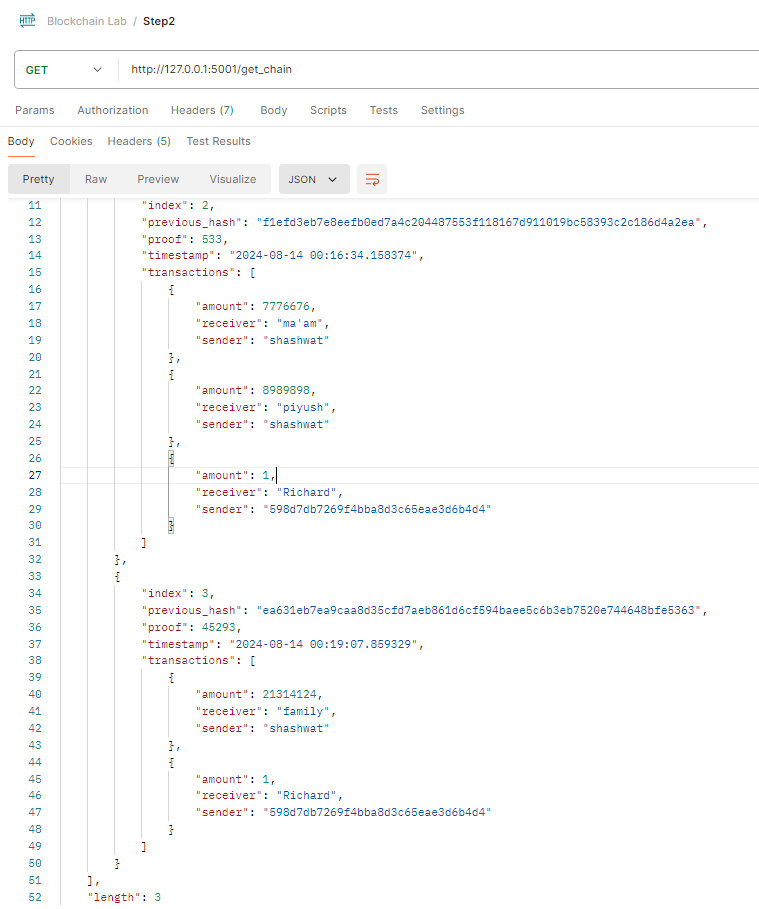 HTTP Blockchain Lab / Step2
GET http://127.0.0.1:5001/get_chain
Params Authorization Headers (7) Body Scripts Tests Settings
Body Cookies Headers (5) Test Results
Pretty Raw Preview Visualize JSON
11 "index": 2,
12 "previous_hash": "f1efd3eb7e8eefb0ed7a4c204487553f118167d911019bc58393c2c186d4a2ea",
13 "proof": 533,
14 "timestamp": "2024-08-14 00:16:34.158374",
15 "transactions": [
16 {
17 "amount": 7776676,
18 "receiver": "ma'am",
19 "sender": "shashwat"
20 },
21 {
22 "amount": 8989898,
23 "receiver": "piyush",
24 "sender": "shashwat"
25 },
26 {
27 "amount": 1,
28 "receiver": "Richard",
29 "sender": "598d7db7269f4bba8d3c65eae3d6b4d4"
30 }
31 ]
32 },
33 {
34 "index": 3,
35 "previous_hash": "ea631eb7ea9caa8d35cfd7aeb861d6cf594baee5c6b3eb7520e744648bfe5363",
36 "proof": 45293,
37 "timestamp": "2024-08-14 00:19:07.859329",
38 "transactions": [
39 {
40 "amount": 21314124,
41 "receiver": "family",
42 "sender": "shashwat"
43 },
44 {
45 "amount": 1,
46 "receiver": "Richard",
47 "sender": "598d7db7269f4bba8d3c65eae3d6b4d4"
48 }
49 ]
50 }
51 ],
52 "length": 3